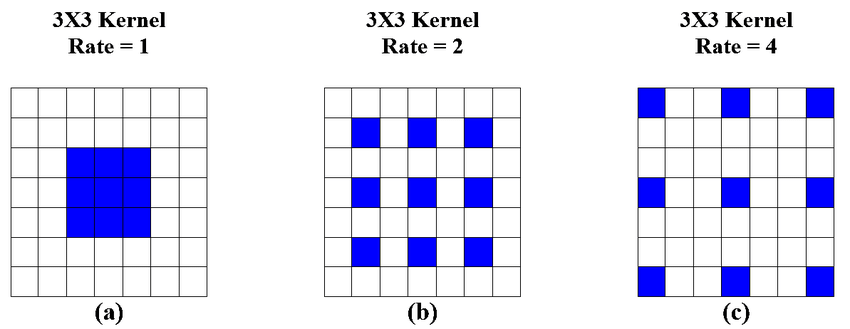 3X3 Kernel
Rate = 1
3X3 Kernel
Rate = 2
3X3 Kernel
Rate = 4
(a)
(b)
(c)